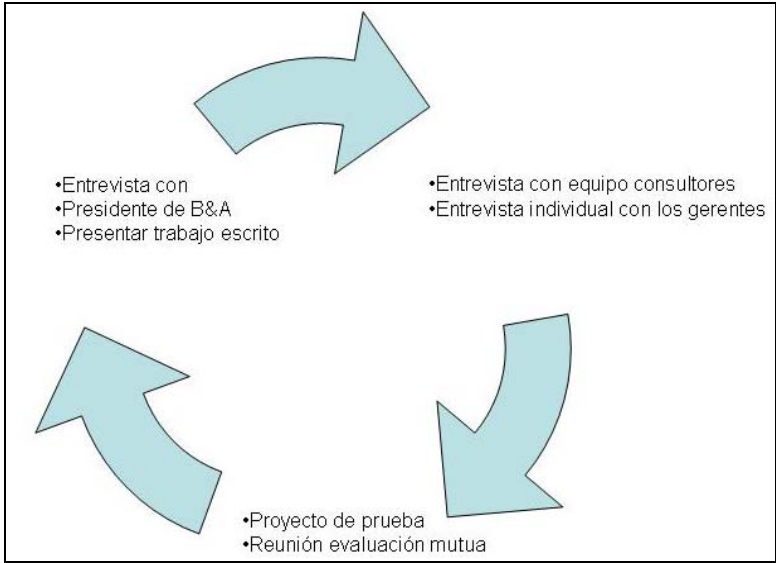 •Entrevista con
•Presidente de B&A
•Presentar trabajo escrito
•Entrevista con equipo consultores
•Entrevista individual con los gerentes
•Proyecto de prueba
•Reunión evaluación mutua